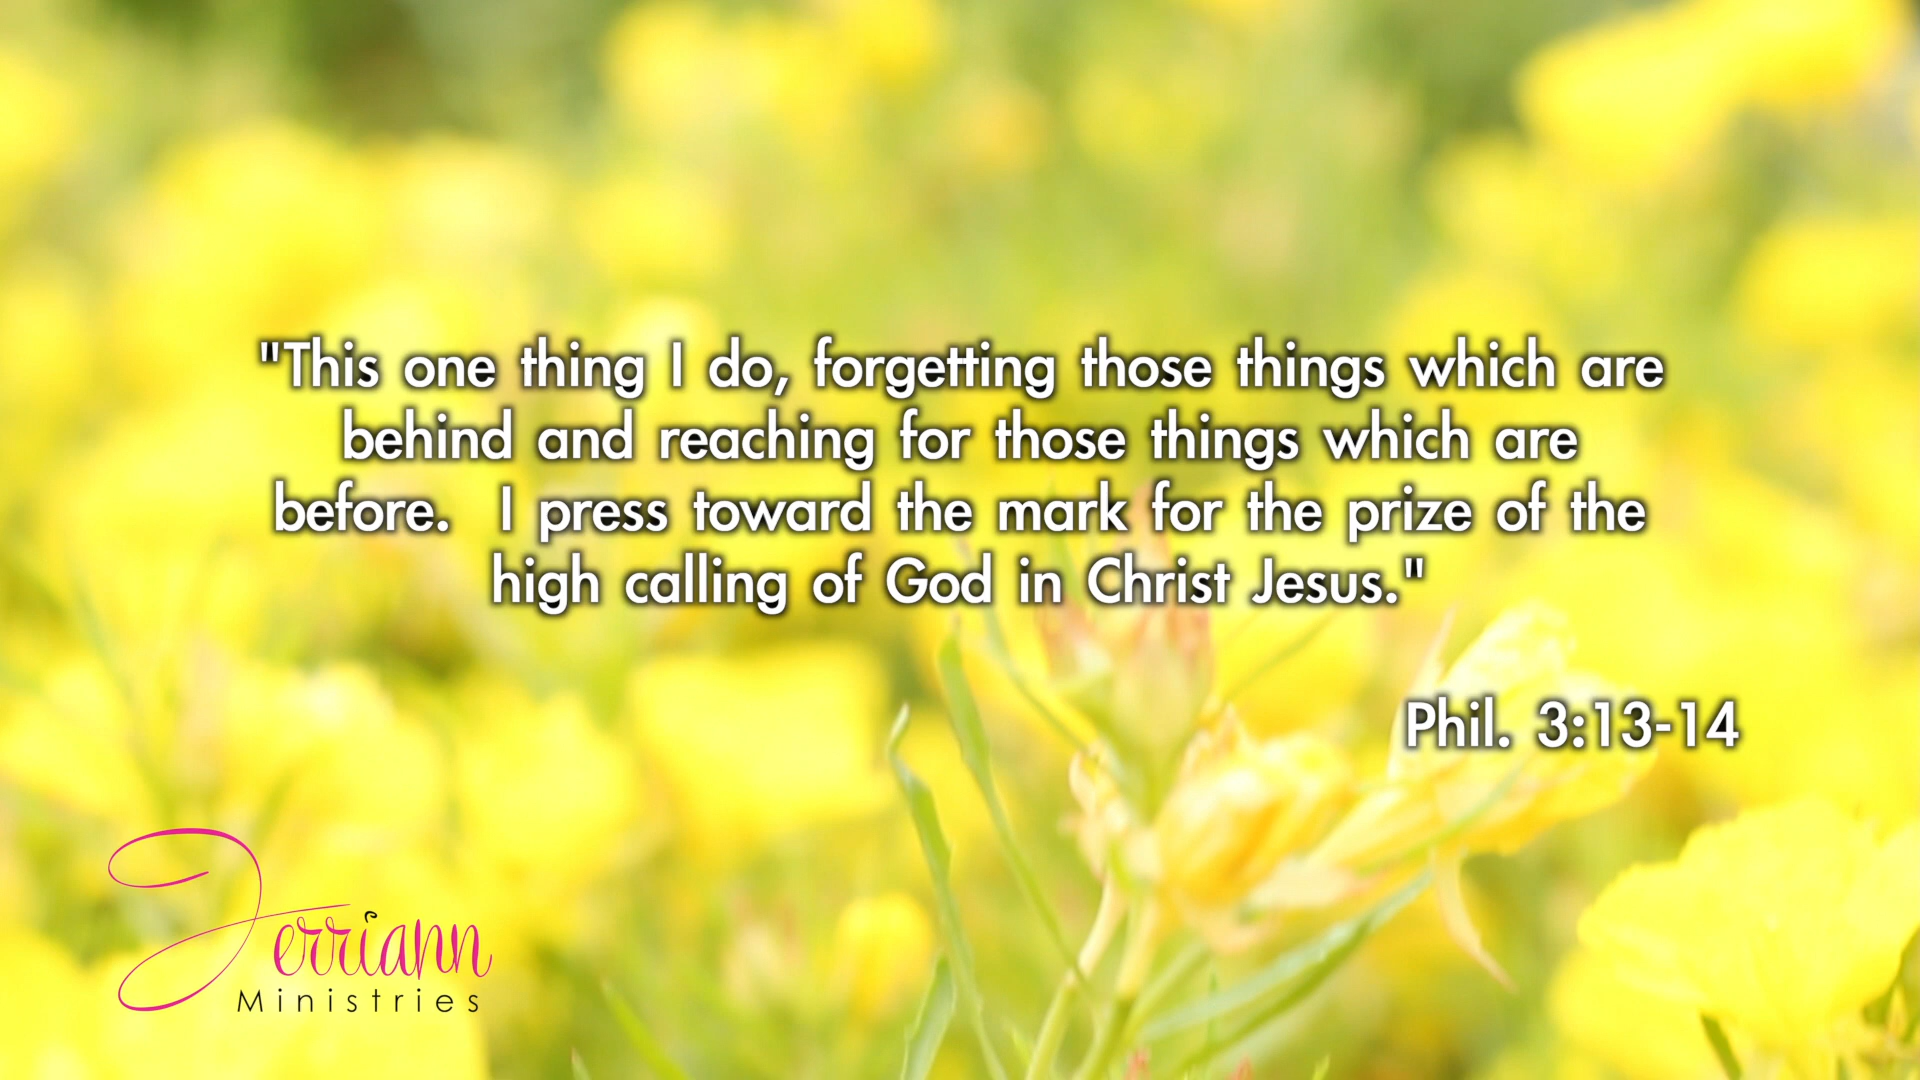 "This one thing I do, forgetting those things which are
behind and reaching for those things which are
before.  I press toward the mark for the prize of the
high calling of God in Christ Jesus."
Phil. 3:13-14
Terriann
Ministries